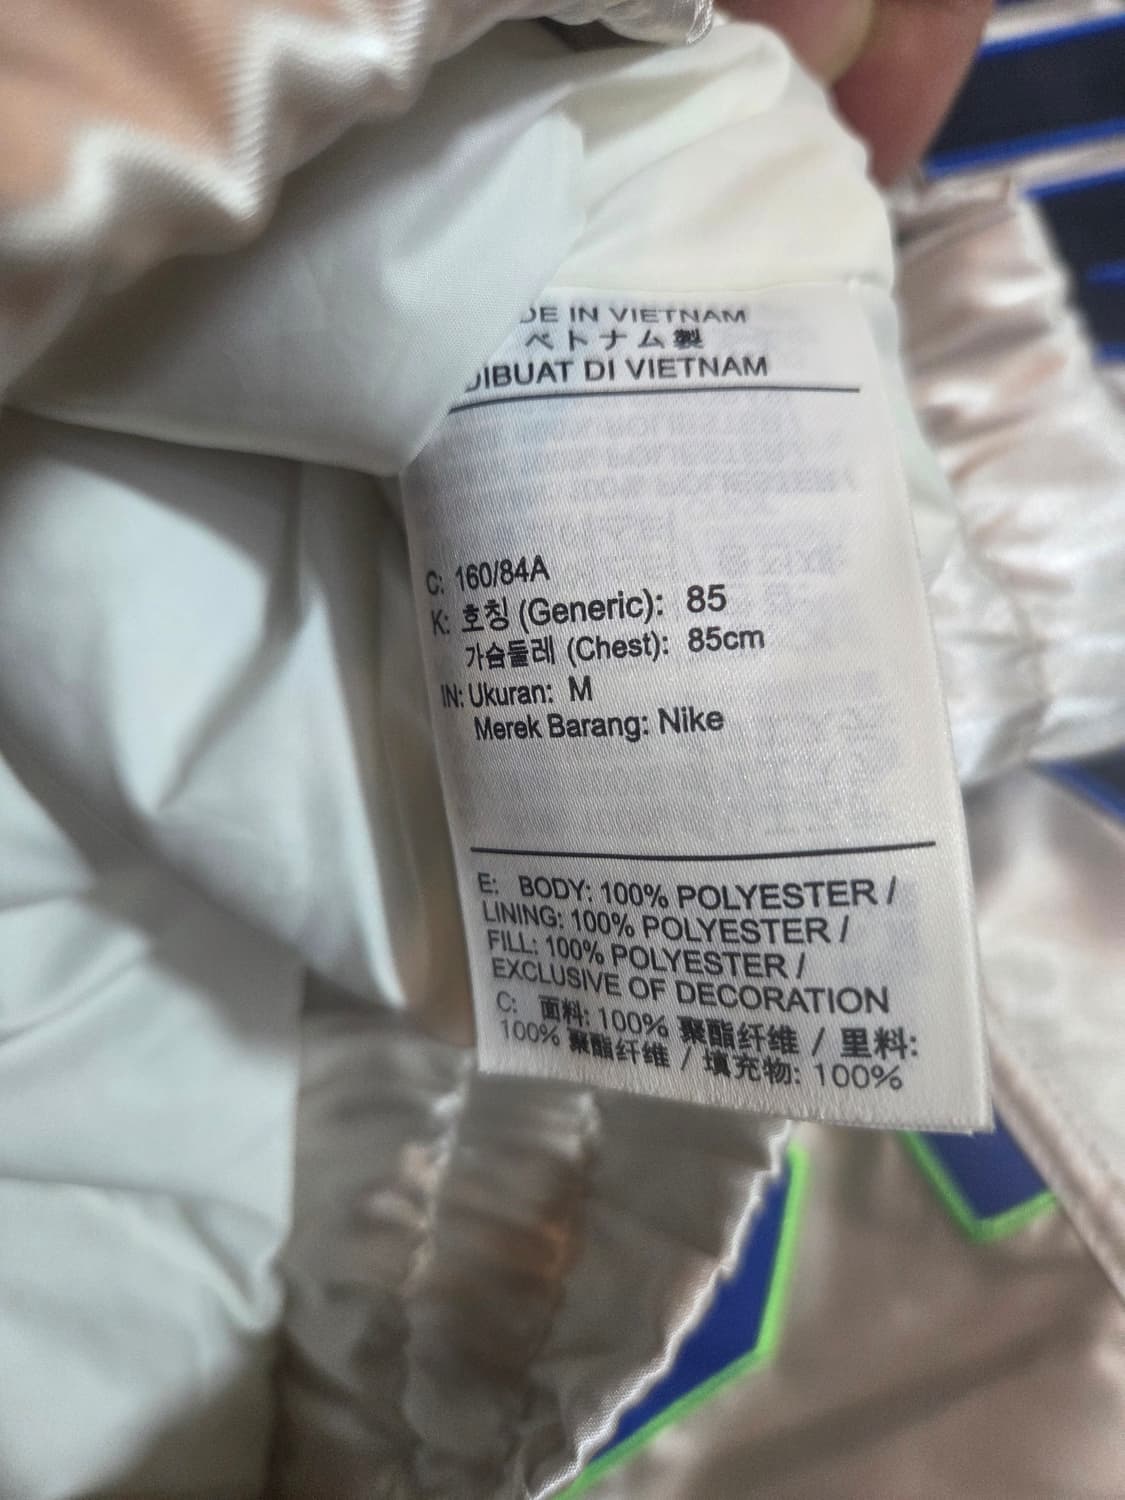 DE IN VIETNAM
ベトナム製
DIBUAT DI VIETNAM
C: 160/84A
K: 호칭 (Generic): 85
가슴둘레 (Chest): 85cm
IN: Ukuran: M
Merek Barang: Nike
E: BODY: 100% POLYESTER /
LINING: 100% POLYESTER /
FILL: 100% POLYESTER /
EXCLUSIVE OF DECORATION
C: 面料: 100% 聚酯纤维 / 里料:
100% 聚酯纤维 / 填充物: 100%